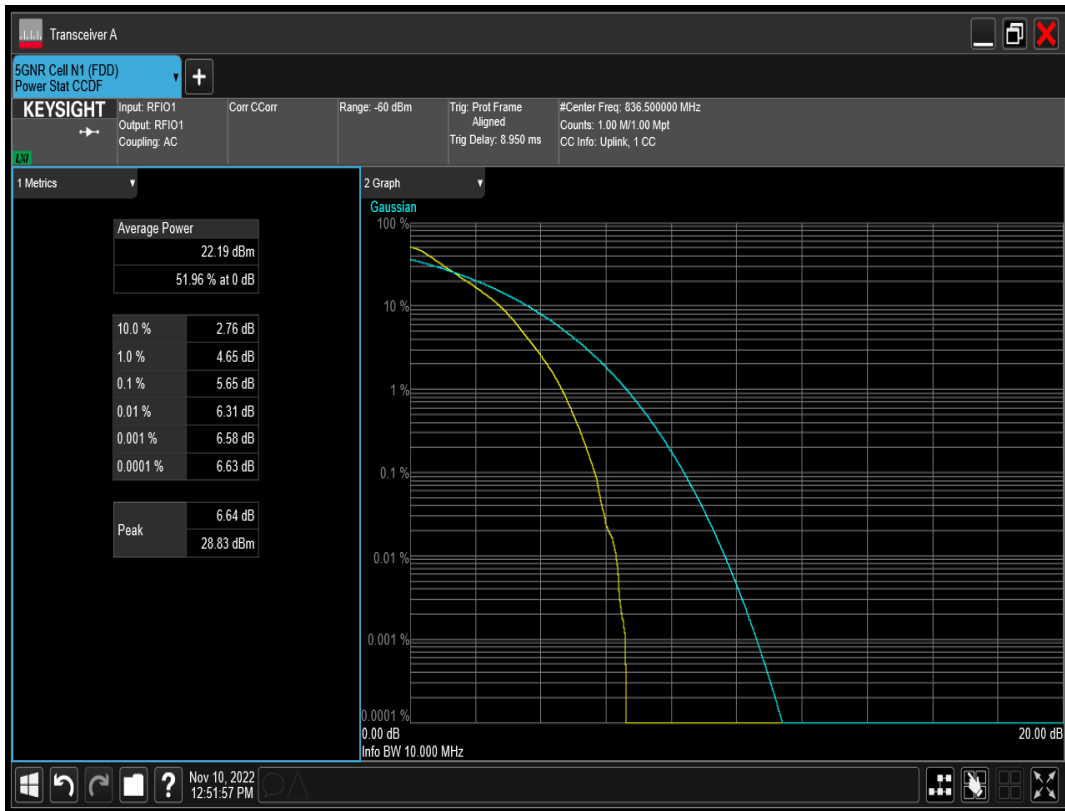 Transceiver A
5GNR Cell N1 (FDD)
Power Stat CCDF
+
KEYSIGHT
LXI
Input: RFIO1
Output: RFIO1
Coupling: AC
Corr CCorr
Range: -60 dBm
Trig: Prot Frame
Aligned
Trig Delay: 8.950 ms
#Center Freq: 836.500000 MHz
Counts: 1.00 M/1.00 Mpt
CC Info: Uplink, 1 CC
1 Metrics
Average Power
22.19 dBm
51.96 % at 0 dB
10.0 % 2.76 dB
1.0 % 4.65 dB
0.1 % 5.65 dB
0.01 % 6.31 dB
0.001 % 6.58 dB
0.0001 % 6.63 dB
Peak
6.64 dB
28.83 dBm
2 Graph
Gaussian
100 %
10 %
1 %
0.1 %
0.01 %
0.001 %
0.0001 %
0.00 dB 20.00 dB
Info BW 10.000 MHz
?
Nov 10, 2022
12:51:57 PM